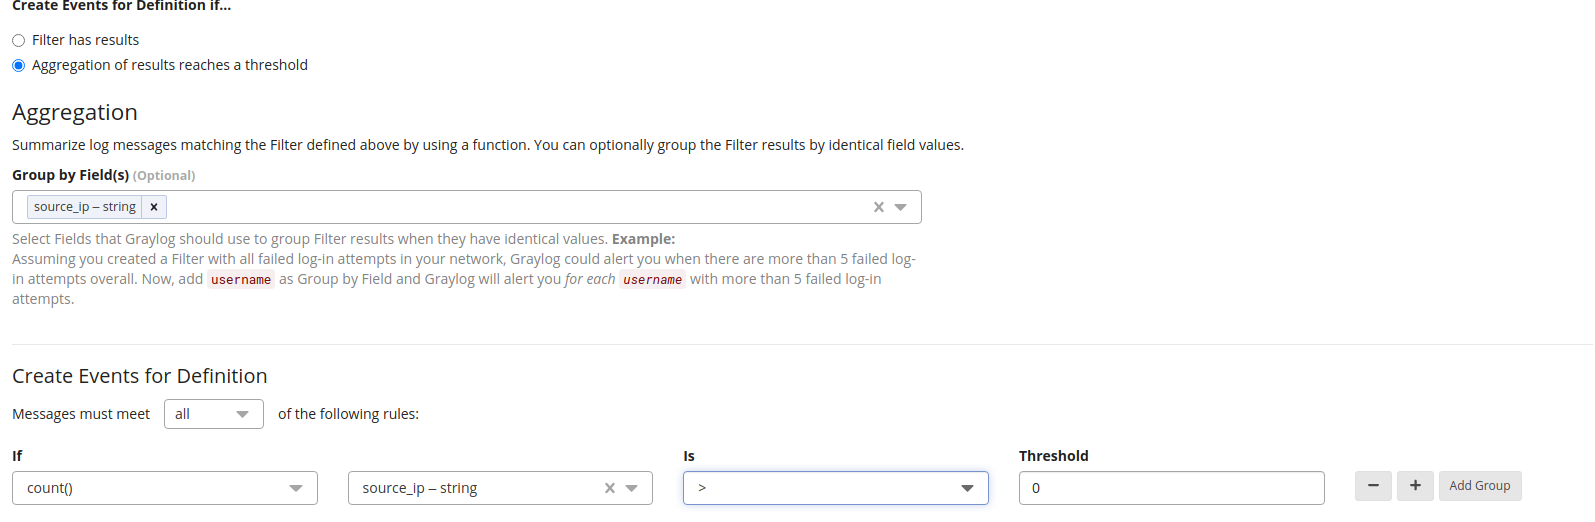 Create Events for Definition if...
Filter has results
Aggregation of results reaches a threshold
Aggregation
Summarize log messages matching the Filter defined above by using a function. You can optionally group the Filter results by identical field values.
Group by Field(s) (Optional)
source_ip – string ×
Select Fields that Graylog should use to group Filter results when they have identical values. Example:
Assuming you created a Filter with all failed log-in attempts in your network, Graylog could alert you when there are more than 5 failed log-
in attempts overall. Now, add username as Group by Field and Graylog will alert you for each username with more than 5 failed log-in
attempts.
Create Events for Definition
Messages must meet all of the following rules:
If Is Threshold
count() source_ip – string > 0 − + Add Group